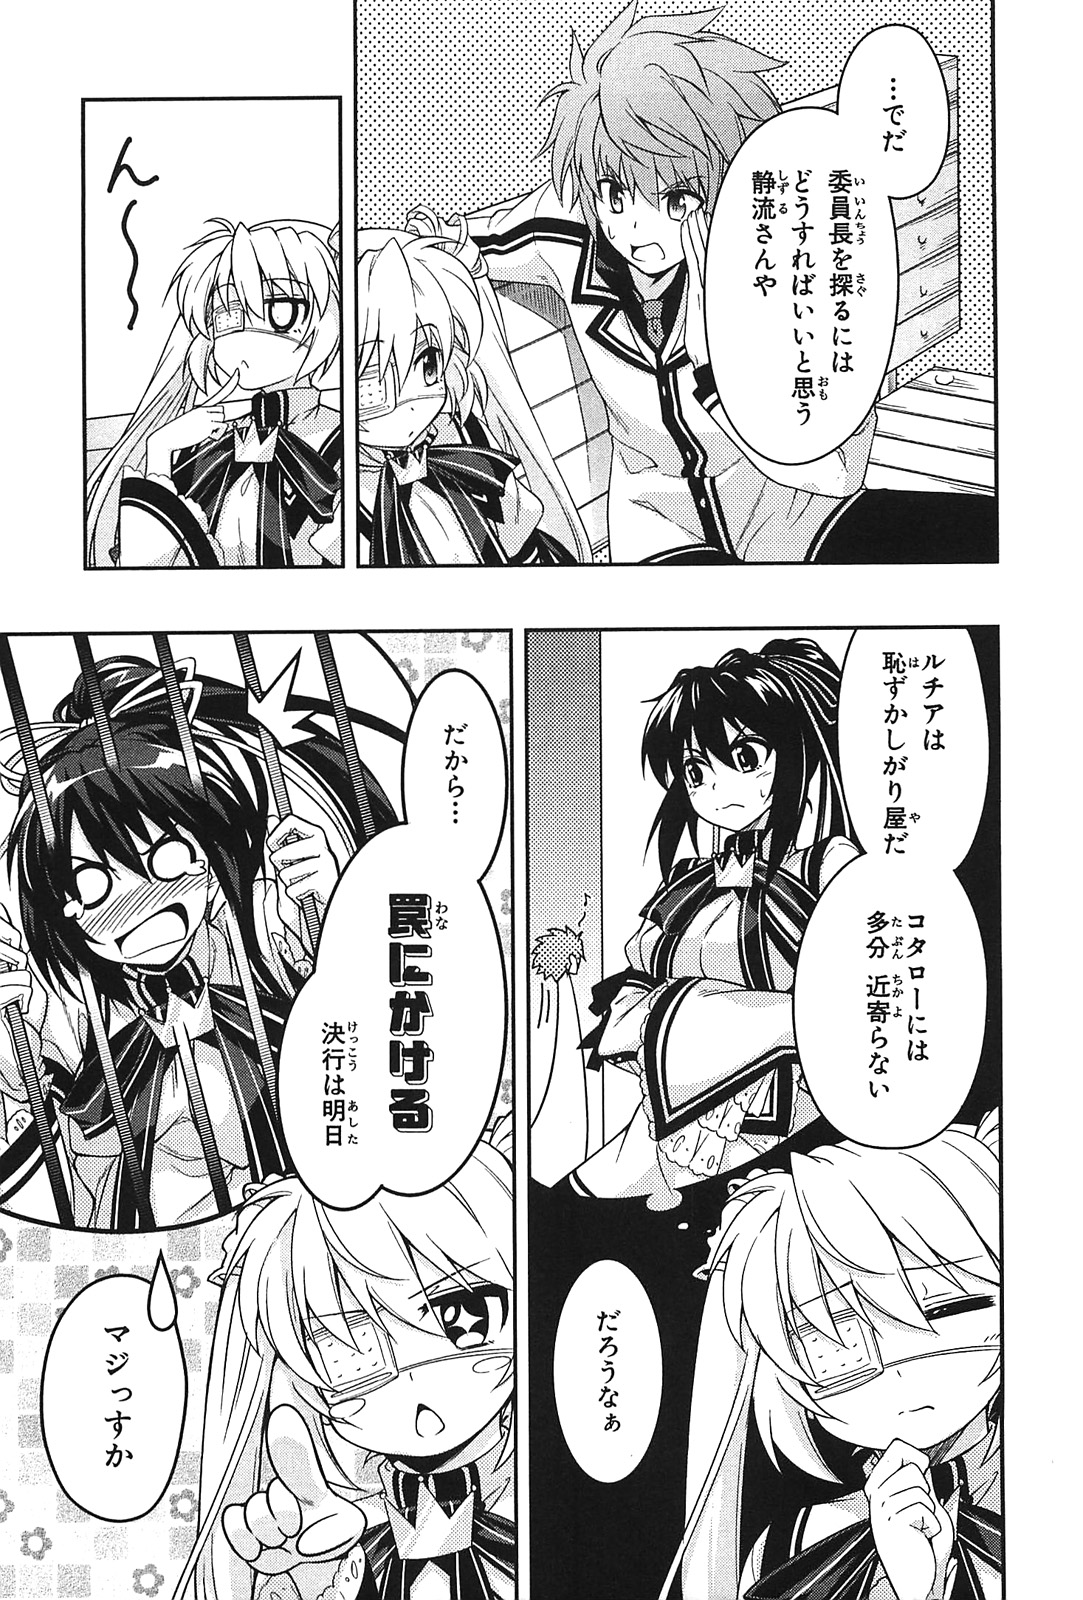 …でだ
委員長を探るには
どうすればいいと思う
静流さんや
ん〜〜
ルチアは
恥ずかしがり屋だ
コタローには
多分 近寄らない
♪
だろうなぁ
だから…
罠にかける
決行は明日
マジっすか